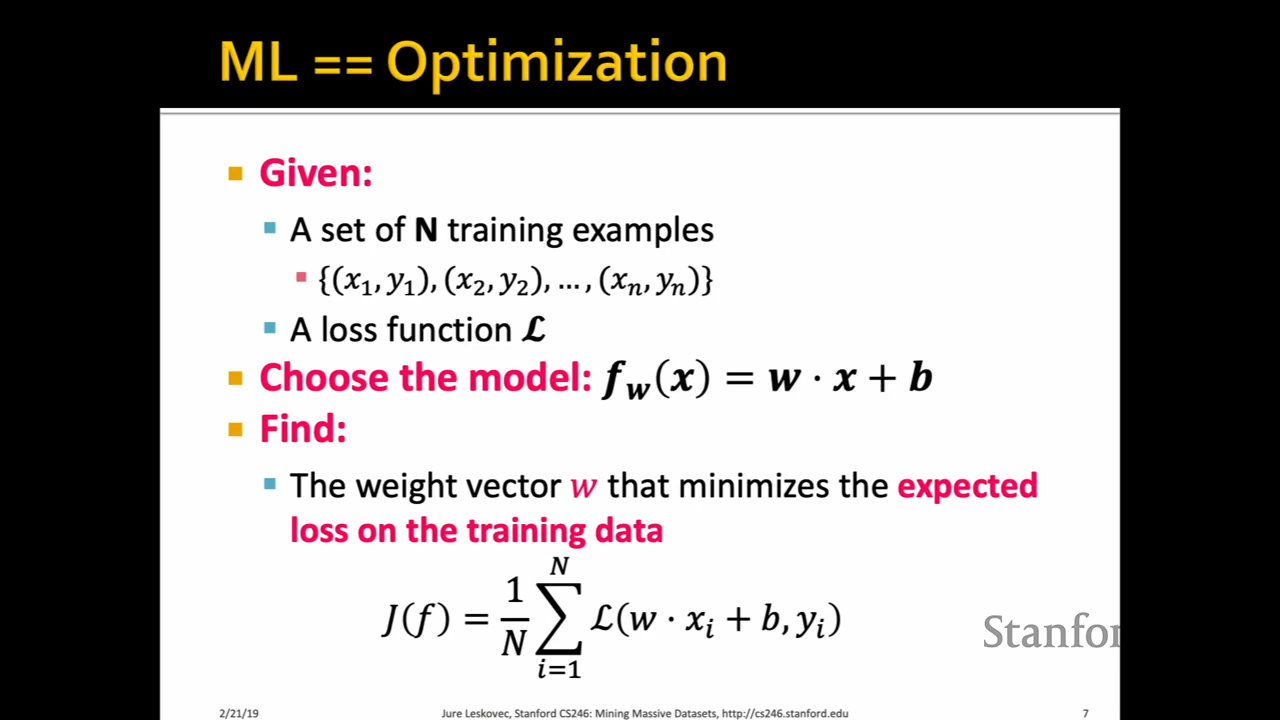 ML == Optimization
Given:
A set of N training examples
{(x₁, y₁), (x₂, y₂), …, (xₙ, yₙ)}
A loss function ℒ
Choose the model: f_w(x) = w · x + b
Find:
The weight vector w that minimizes the expected
loss on the training data
J(f) = 1/N ∑_{i=1}^{N} ℒ(w · xᵢ + b, yᵢ)
Stanfor
2/21/19 Jure Leskovec, Stanford CS246: Mining Massive Datasets, http://cs246.stanford.edu 7